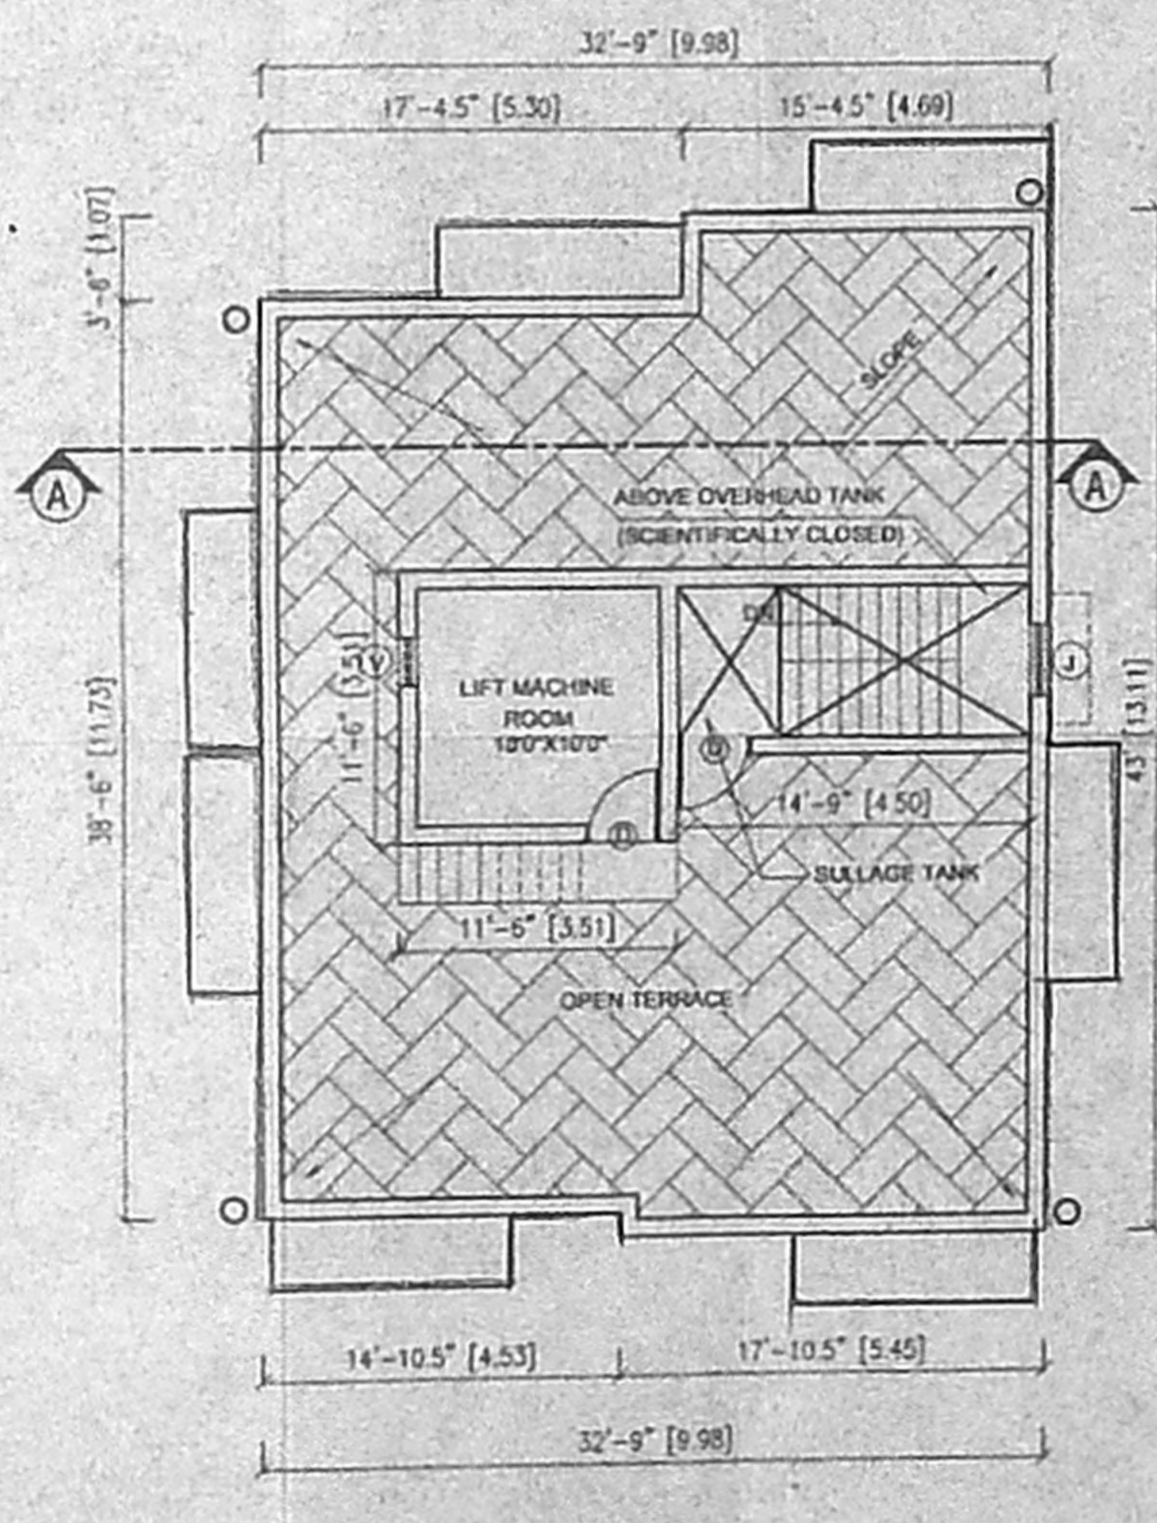 32'-9" [9.98]
17'-4.5" [5.30]
15'-4.5" [4.69]
3'-6" [1.07]
SLOPE
A
A
ABOVE OVERHEAD TANK
(SCIENTIFICALLY CLOSED)
DN
V
J
11'-6" [3.51]
38'-6" [11.73]
43' [13.11]
LIFT MACHINE
ROOM
10'0"X10'0"
D
14'-9" [4.50]
D
SULLAGE TANK
11'-6" [3.51]
OPEN TERRACE
14'-10.5" [4.53]
17'-10.5" [5.45]
32'-9" [9.98]